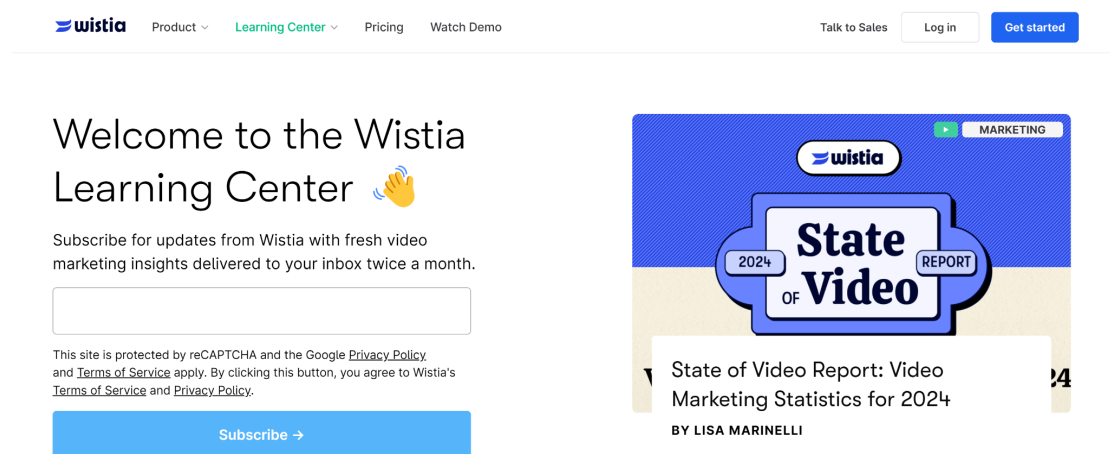 wistia
Product
Learning Center
Pricing
Watch Demo
Talk to Sales
Log in
Get started
Welcome to the Wistia
Learning Center
Subscribe for updates from Wistia with fresh video
marketing insights delivered to your inbox twice a month.
This site is protected by reCAPTCHA and the Google Privacy Policy
and Terms of Service apply. By clicking this button, you agree to Wistia's
Terms of Service and Privacy Policy.
Subscribe →
MARKETING
wistia
2024
State
OF Video
REPORT
State of Video Report: Video
Marketing Statistics for 2024
BY LISA MARINELLI